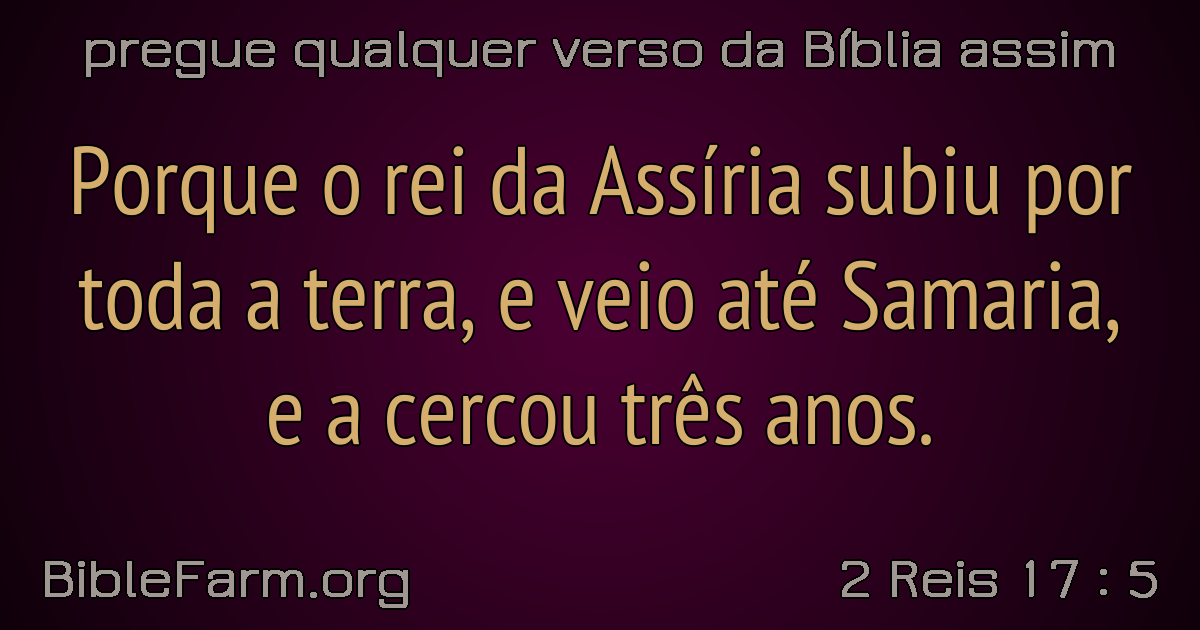 pregue qualquer verso da Bíblia assim
Porque o rei da Assíria subiu por
toda a terra, e veio até Samaria,
e a cercou três anos.
BibleFarm.org
2 Reis 17 : 5